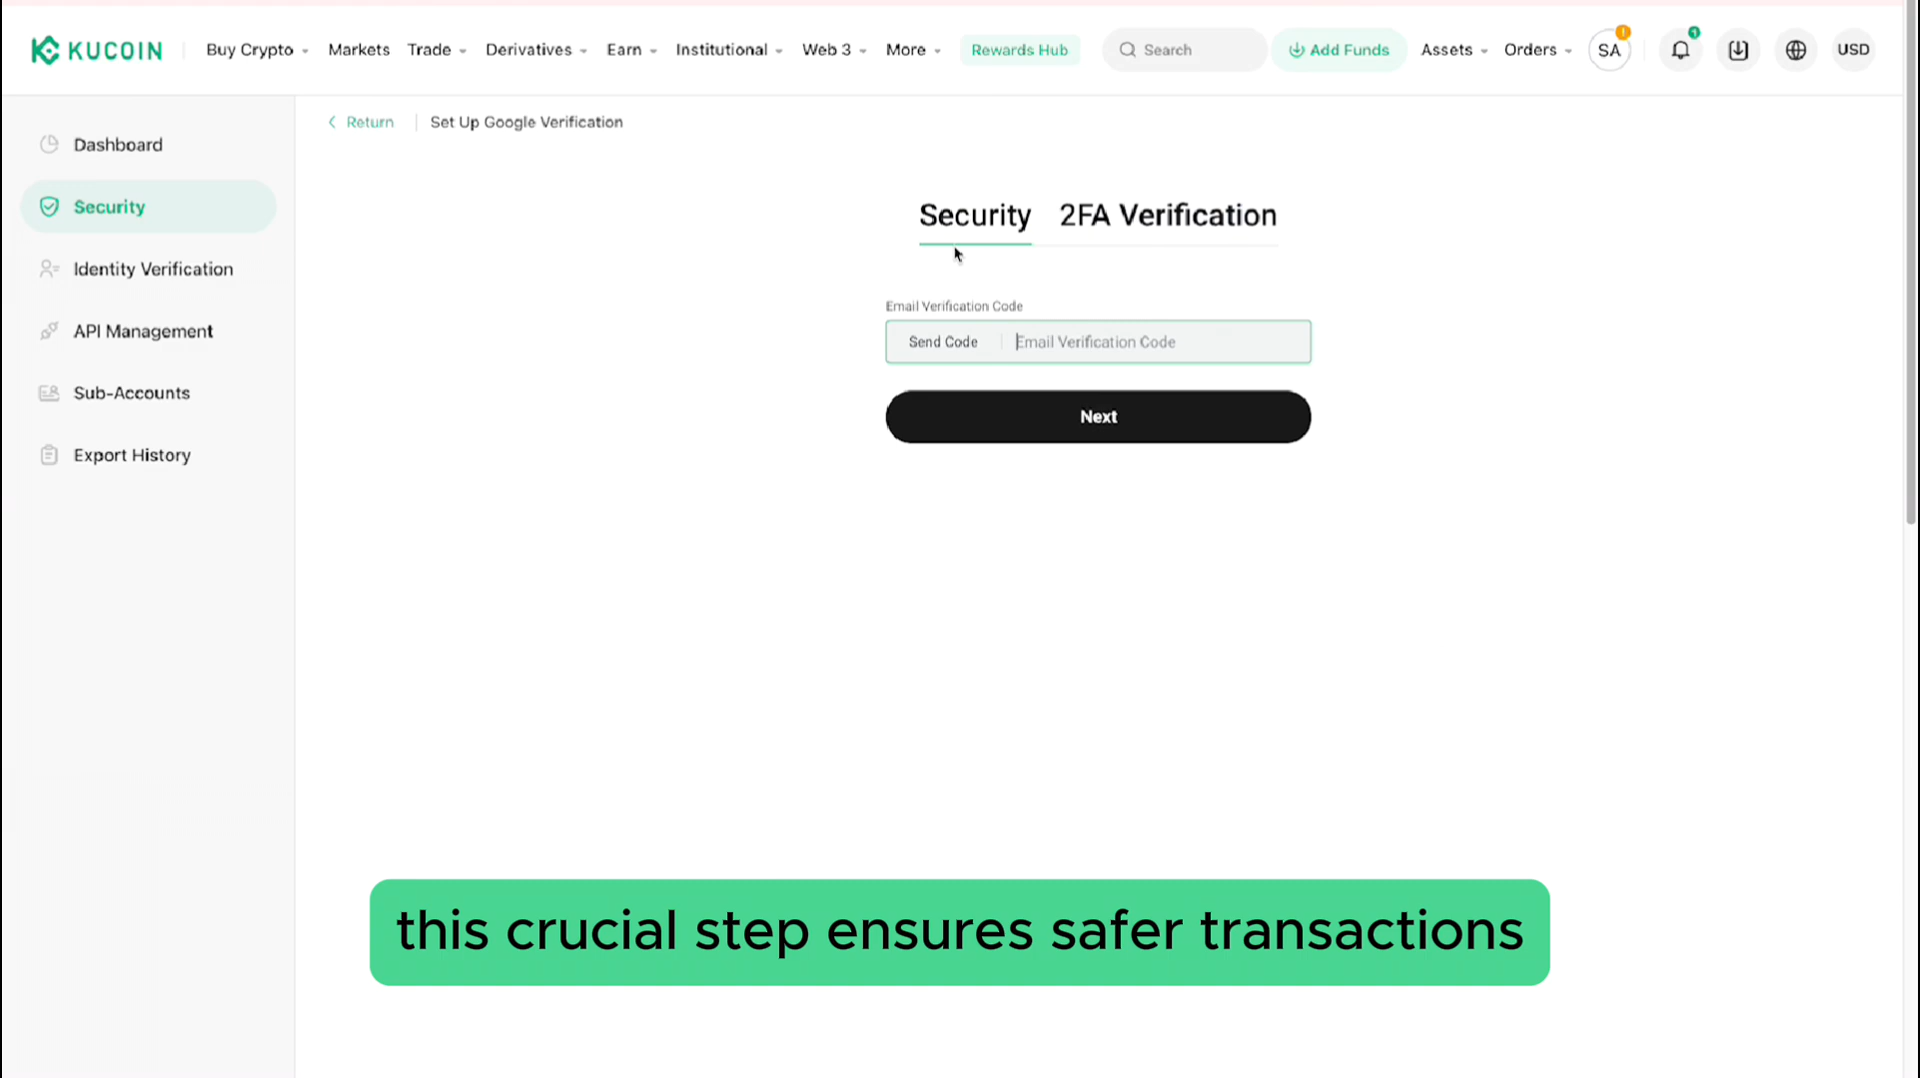 KUCOIN Buy Crypto Markets Trade Derivatives Earn Institutional Web 3 More Rewards Hub Search Add Funds Assets Orders SA USD
Return Set Up Google Verification
Dashboard
Security
Identity Verification
API Management
Sub-Accounts
Export History
Security 2FA Verification
Email Verification Code
Send Code Email Verification Code
Next
this crucial step ensures safer transactions